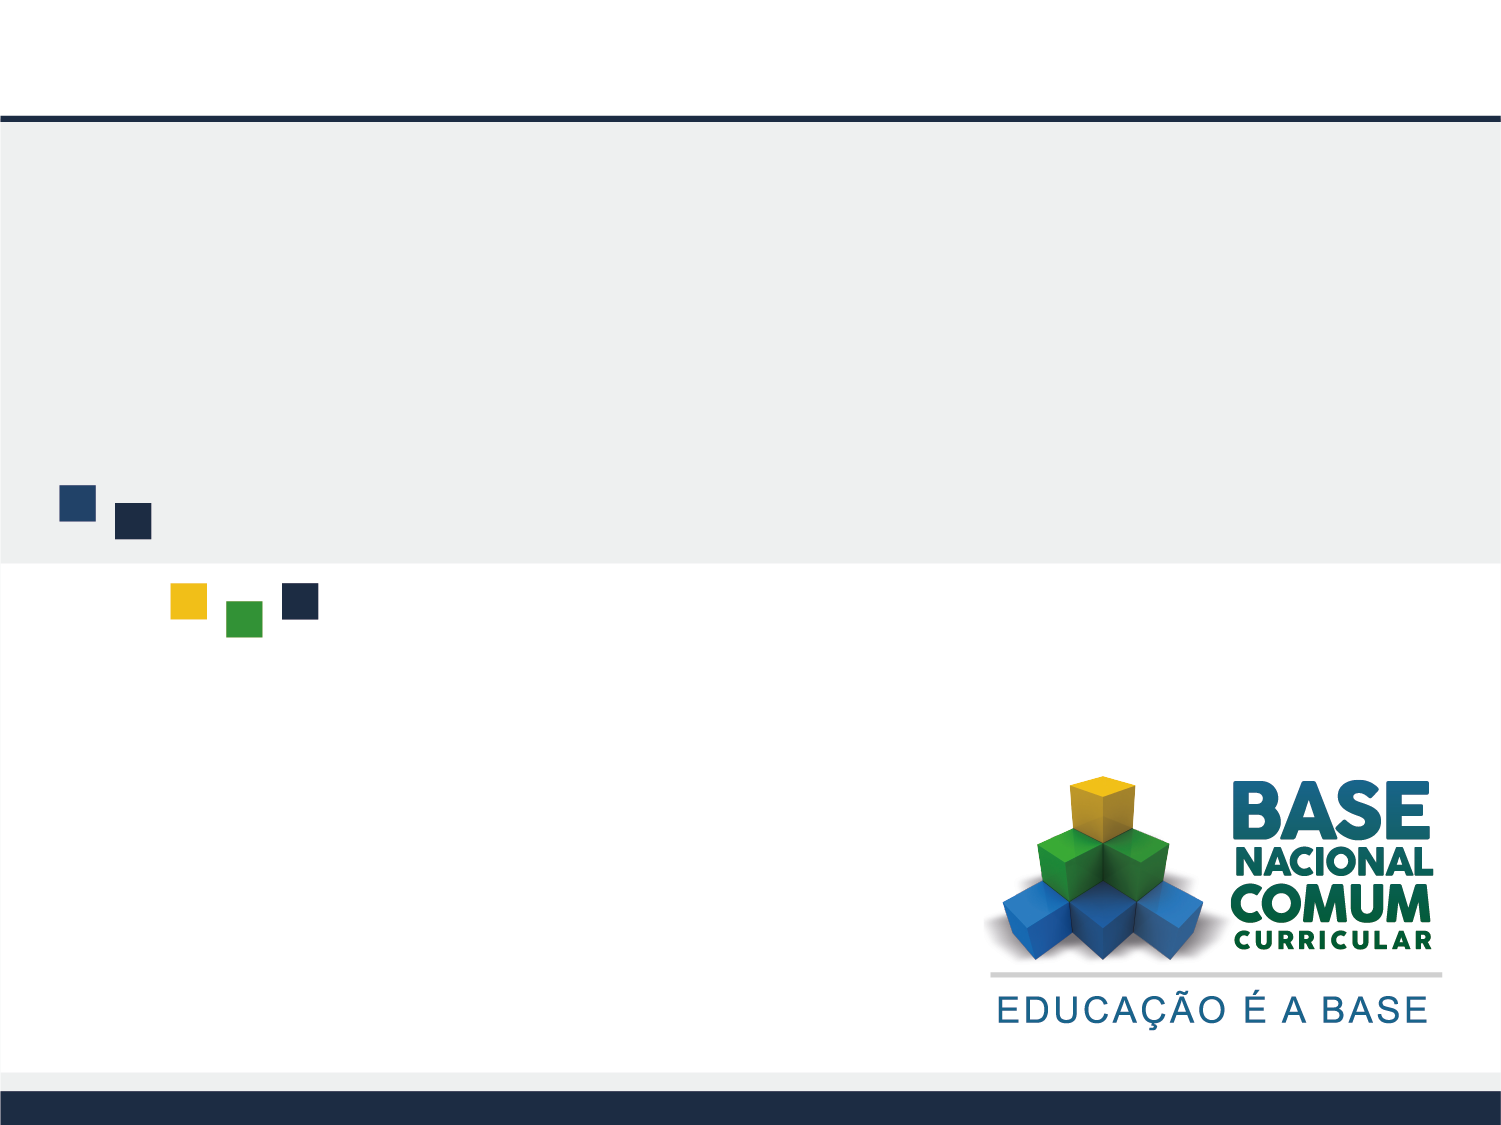 BASE
NACIONAL
COMUM
CURRICULAR
EDUCAÇÃO É A BASE